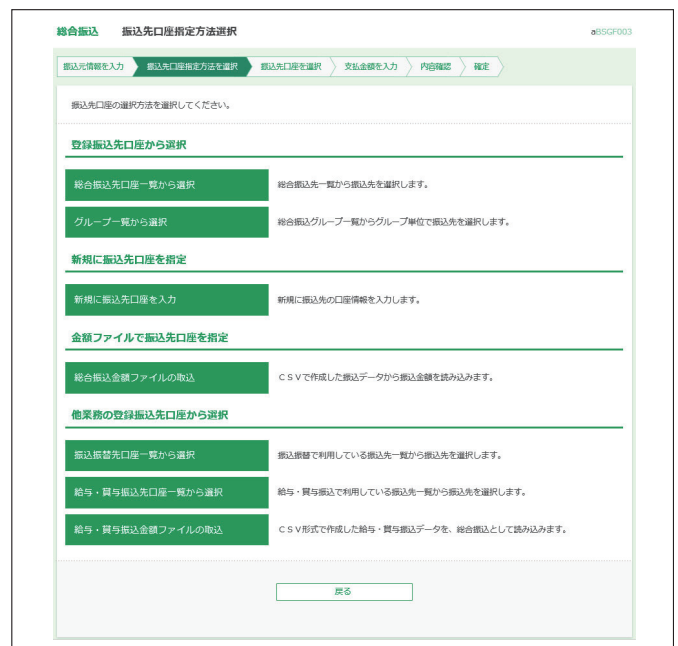 総合振込 振込先口座指定方法選択 BSGF003
振込元情報を入力 振込先口座指定方法を選択 振込先口座を選択 支払金額を入力 内容確認 確定
振込先口座の選択方法を選択してください。
登録振込先口座から選択
総合振込先口座一覧から選択 総合振込先一覧から振込先を選択します。
グループ一覧から選択 総合振込グループ一覧からグループ単位で振込先を選択します。
新規に振込先口座を指定
新規に振込先口座を入力 新規に振込先の口座情報を入力します。
金額ファイルで振込先口座を指定
総合振込金額ファイルの取込 ＣＳＶで作成した振込データから振込金額を読み込みます。
他業務の登録振込先口座から選択
振込振替先口座一覧から選択 振込振替で利用している振込先一覧から振込先を選択します。
給与・賞与振込先口座一覧から選択 給与・賞与振込で利用している振込先一覧から振込先を選択します。
給与・賞与振込金額ファイルの取込 ＣＳＶ形式で作成した給与・賞与振込データを、総合振込として読み込みます。
戻る